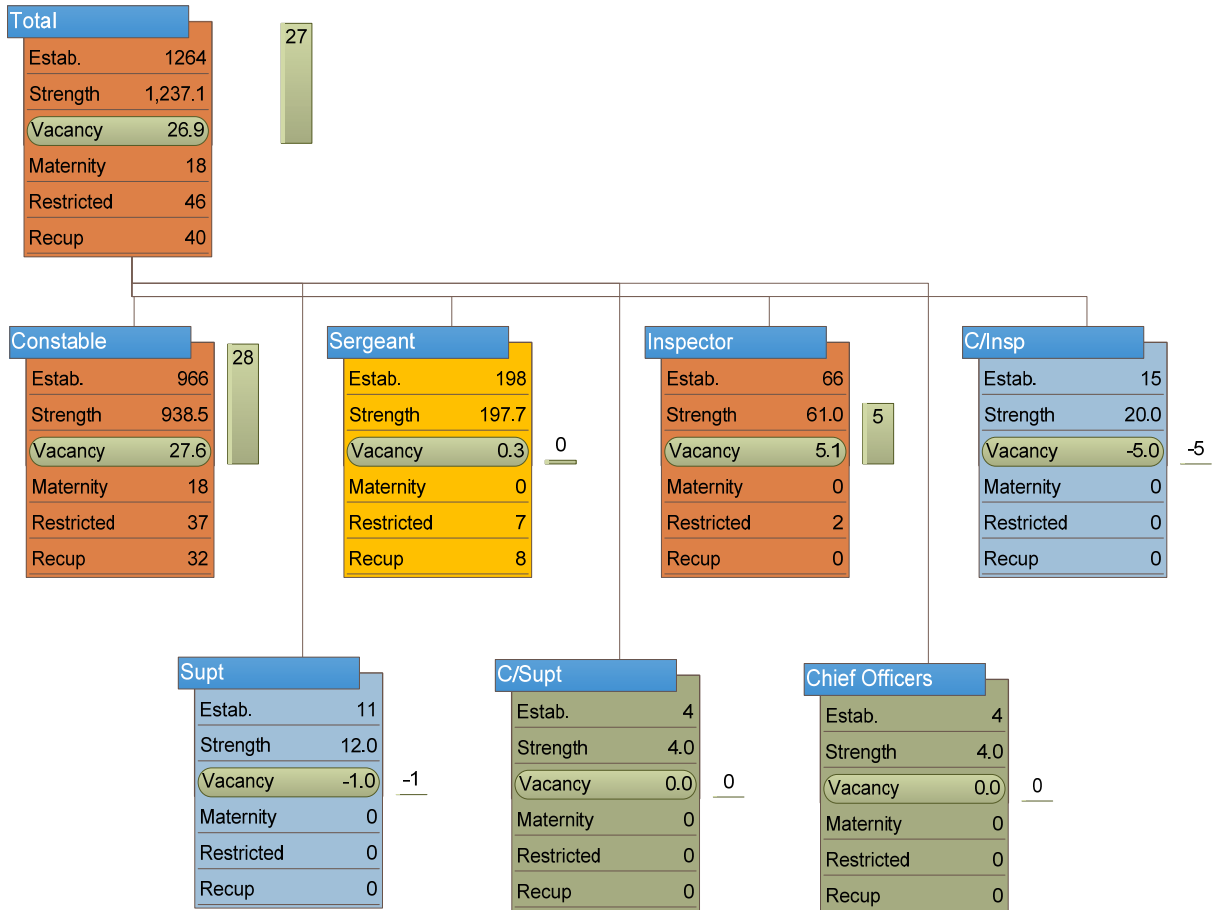 Total
27
Estab. 1264
Strength 1,237.1
Vacancy 26.9
Maternity 18
Restricted 46
Recup 40
Constable
28
Estab. 966
Strength 938.5
Vacancy 27.6
Maternity 18
Restricted 37
Recup 32
Sergeant
Estab. 198
Strength 197.7
Vacancy 0.3
0
Maternity 0
Restricted 7
Recup 8
Inspector
Estab. 66
Strength 61.0
5
Vacancy 5.1
Maternity 0
Restricted 2
Recup 0
C/Insp
Estab. 15
Strength 20.0
Vacancy -5.0
-5
Maternity 0
Restricted 0
Recup 0
Supt
Estab. 11
Strength 12.0
Vacancy -1.0
-1
Maternity 0
Restricted 0
Recup 0
C/Supt
Estab. 4
Strength 4.0
Vacancy 0.0
0
Maternity 0
Restricted 0
Recup 0
Chief Officers
Estab. 4
Strength 4.0
Vacancy 0.0
0
Maternity 0
Restricted 0
Recup 0